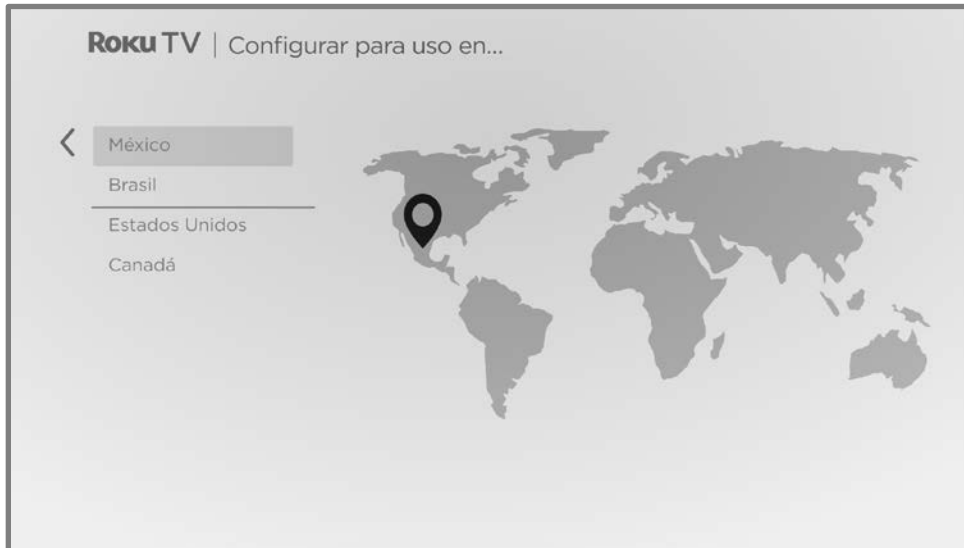 Roku TV | Configurar para uso en...
México
Brasil
Estados Unidos
Canadá